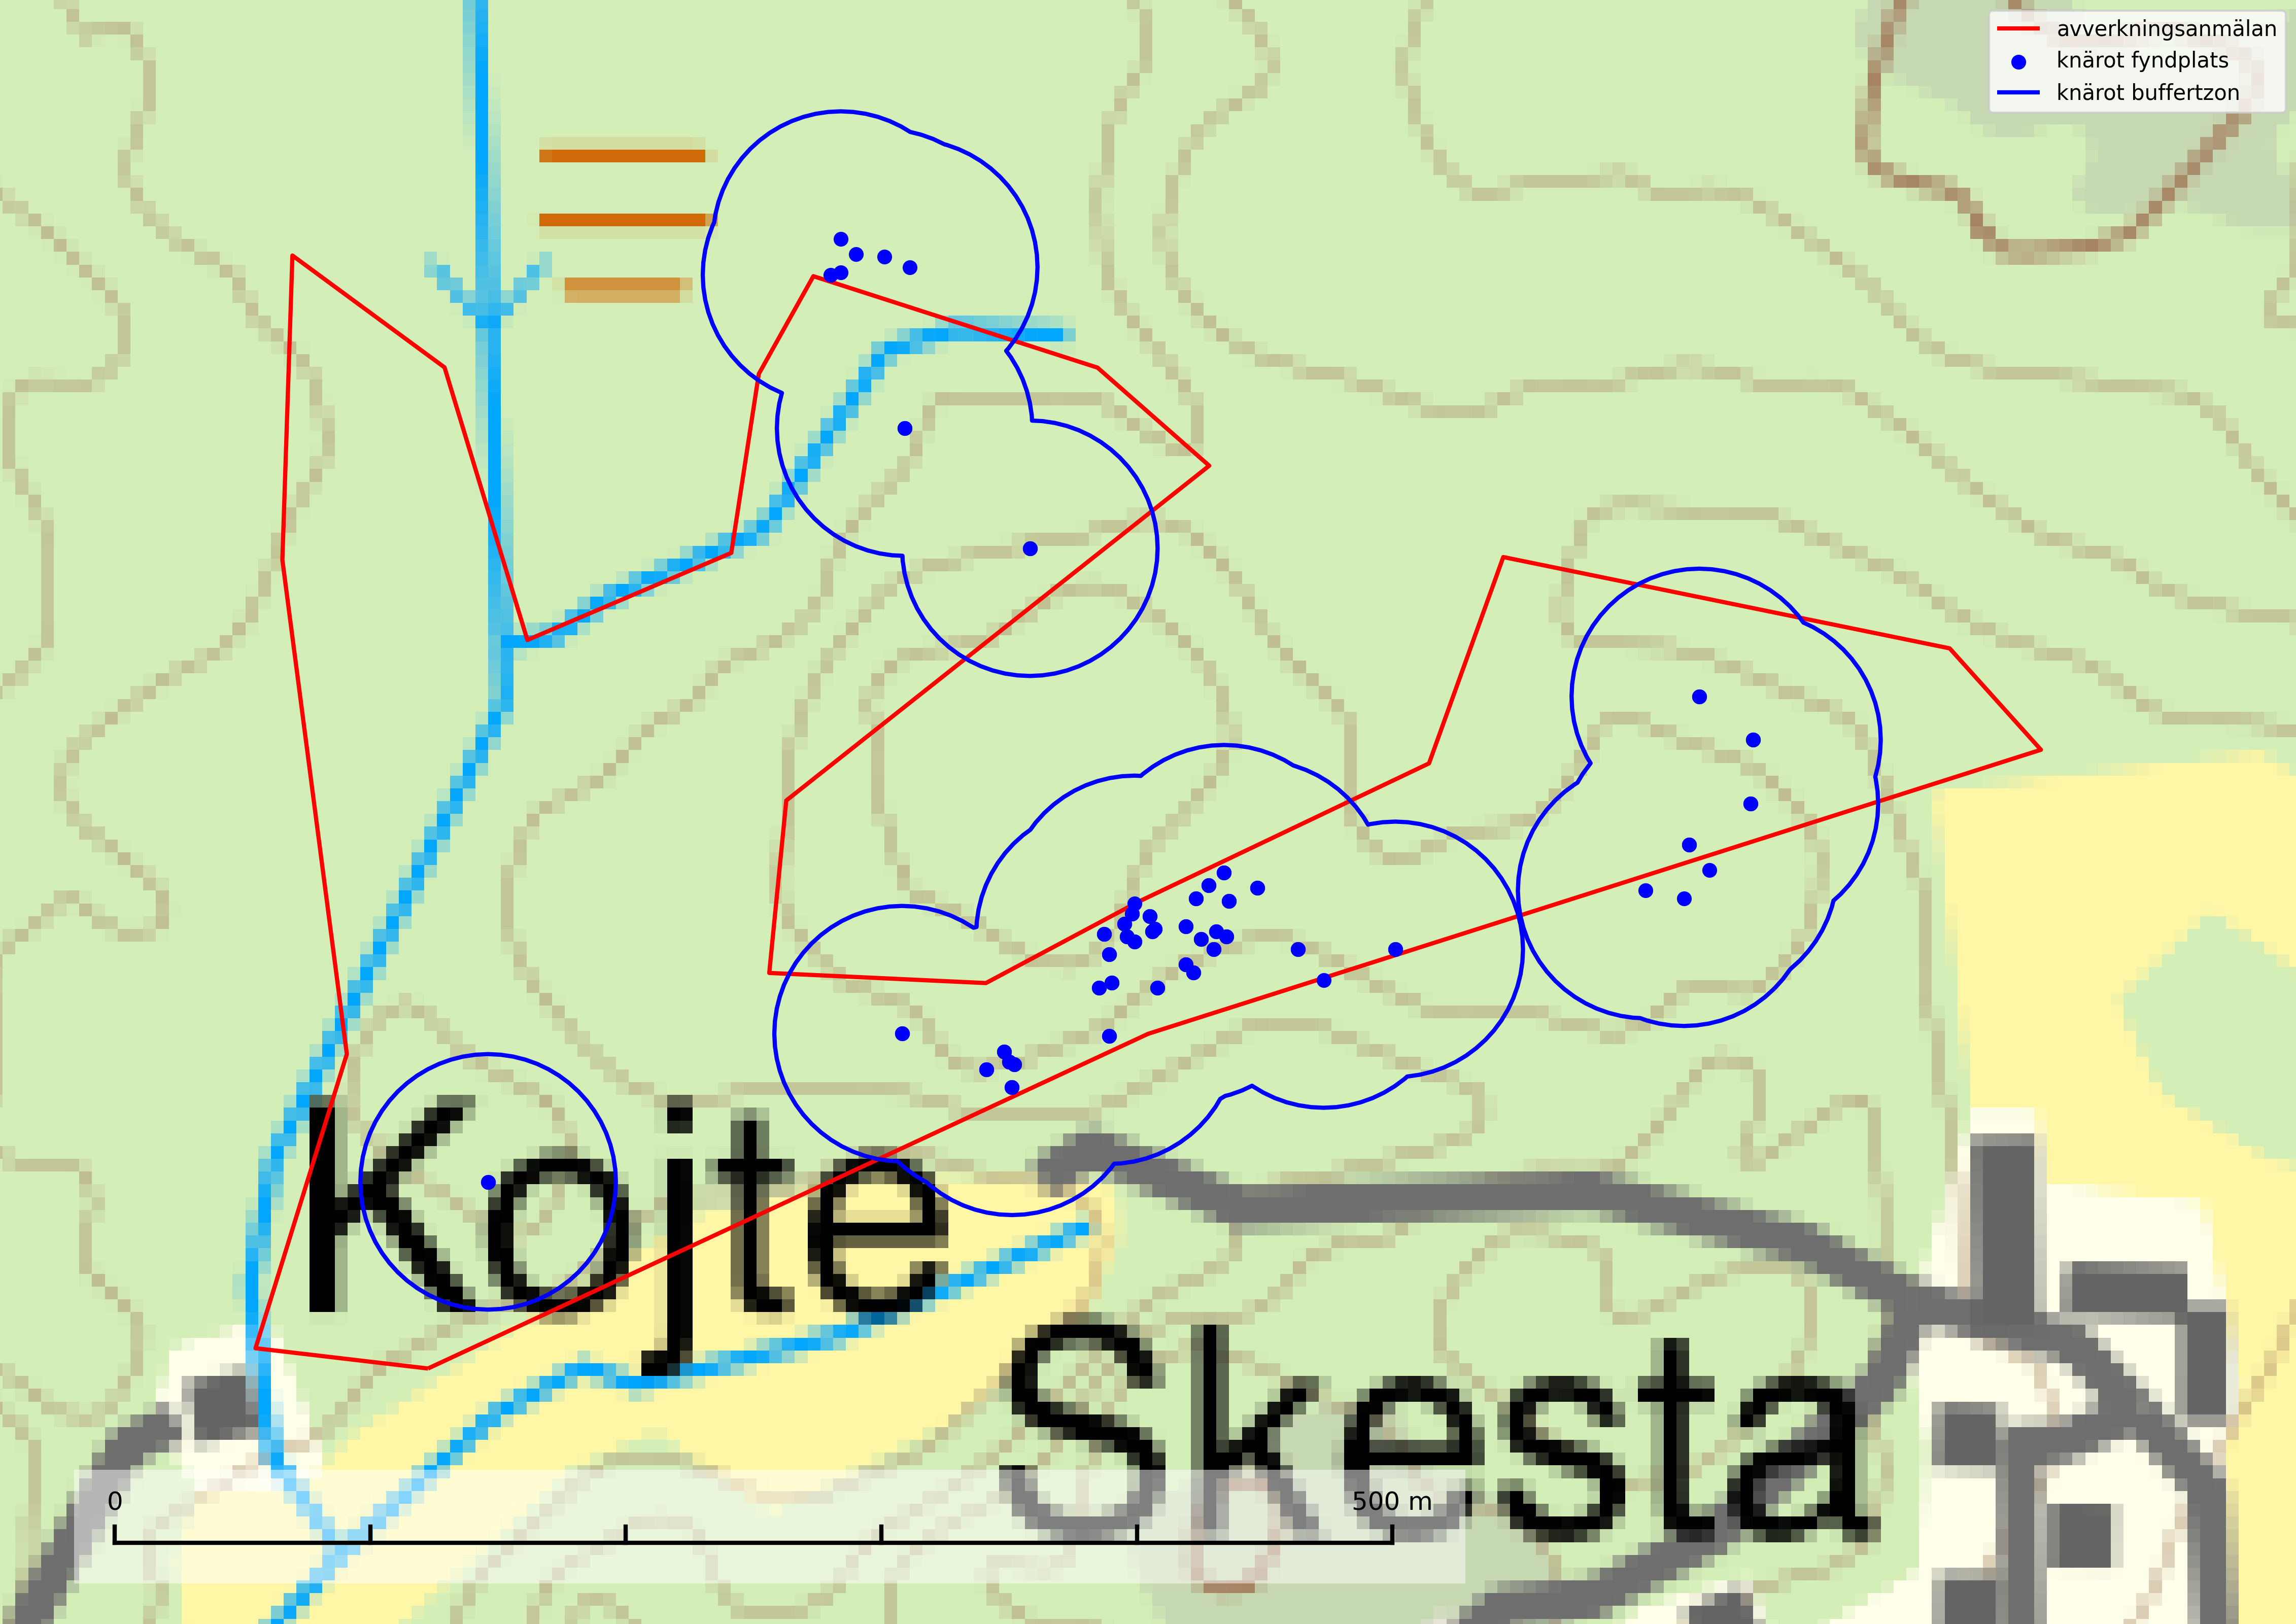 avverkningsanmälan
knärot fyndplats
knärot buffertzon
Kojte
Skesta
0 500 m